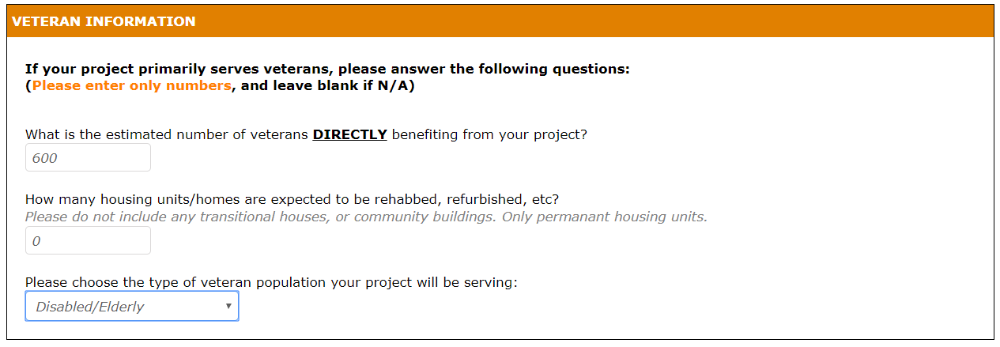 VETERAN INFORMATION
If your project primarily serves veterans, please answer the following questions:
(Please enter only numbers, and leave blank if N/A)
What is the estimated number of veterans DIRECTLY benefiting from your project?
600
How many housing units/homes are expected to be rehabbed, refurbished, etc?
Please do not include any transitional houses, or community buildings. Only permanant housing units.
0
Please choose the type of veteran population your project will be serving:
Disabled/Elderly